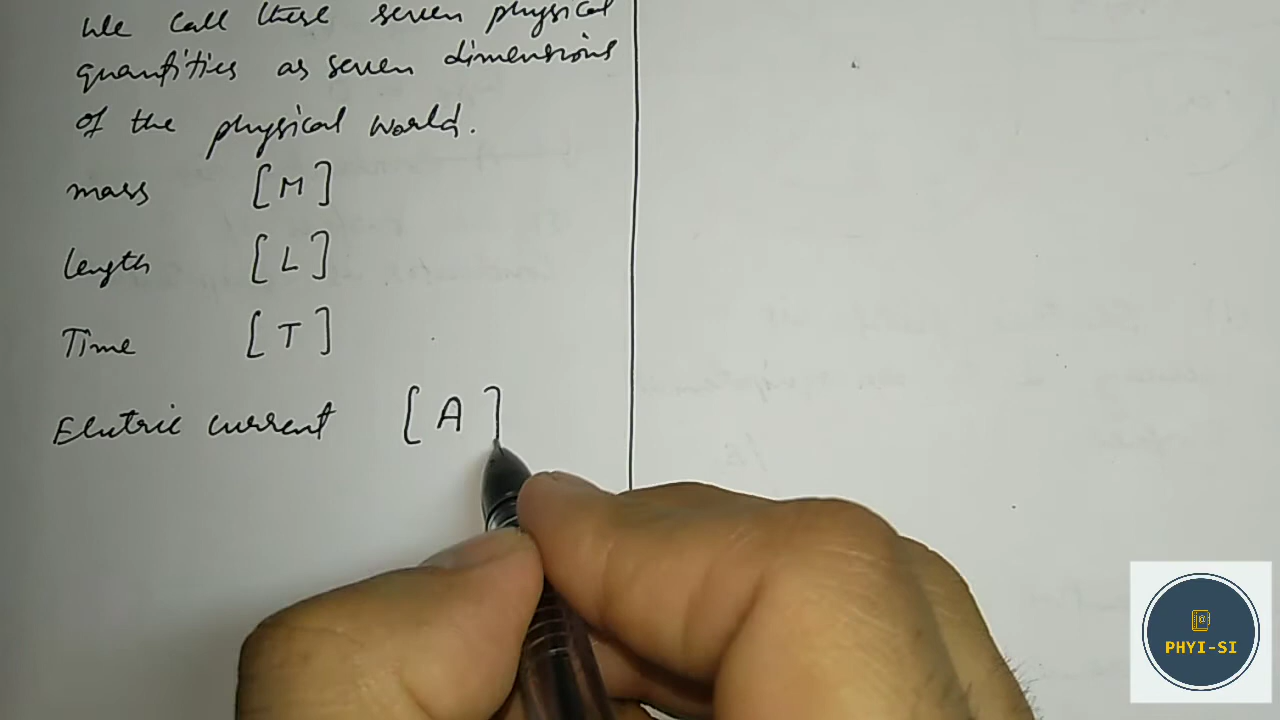 We call these seven physical
quantities as seven dimensions
of the physical world.
mass [M]
length [L]
Time [T]
Electric current [A]
PHYI-SI